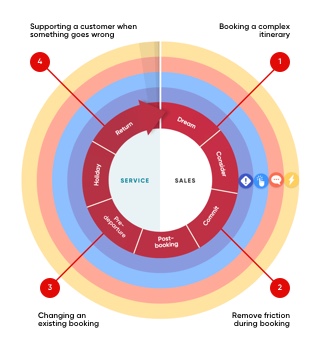 Supporting a customer when
something goes wrong
Booking a complex
itinerary
4
1
Return
Dream
Holiday
Consider
SERVICE
SALES
Pre-
departure
Commit
Post-
booking
3
2
Changing an
existing booking
Remove friction
during booking